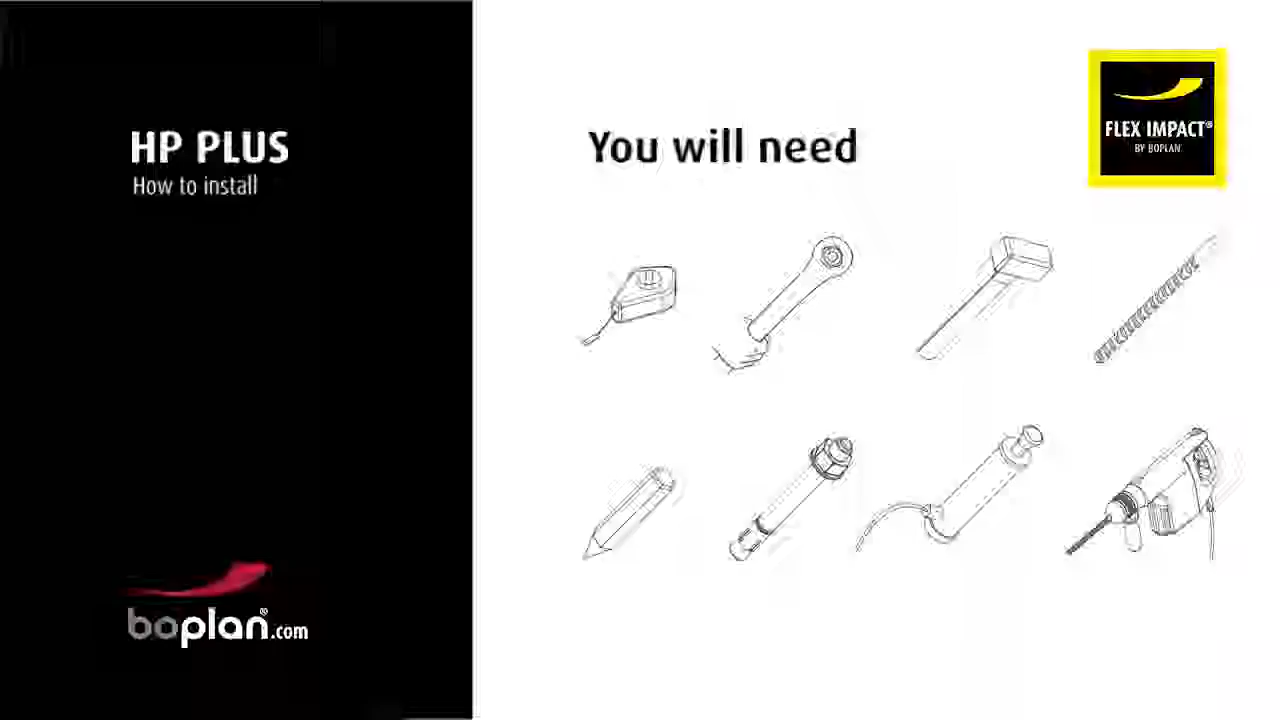 HP PLUS
How to install
You will need
FLEX IMPACT®
BY BOPLAN
boplan®.com